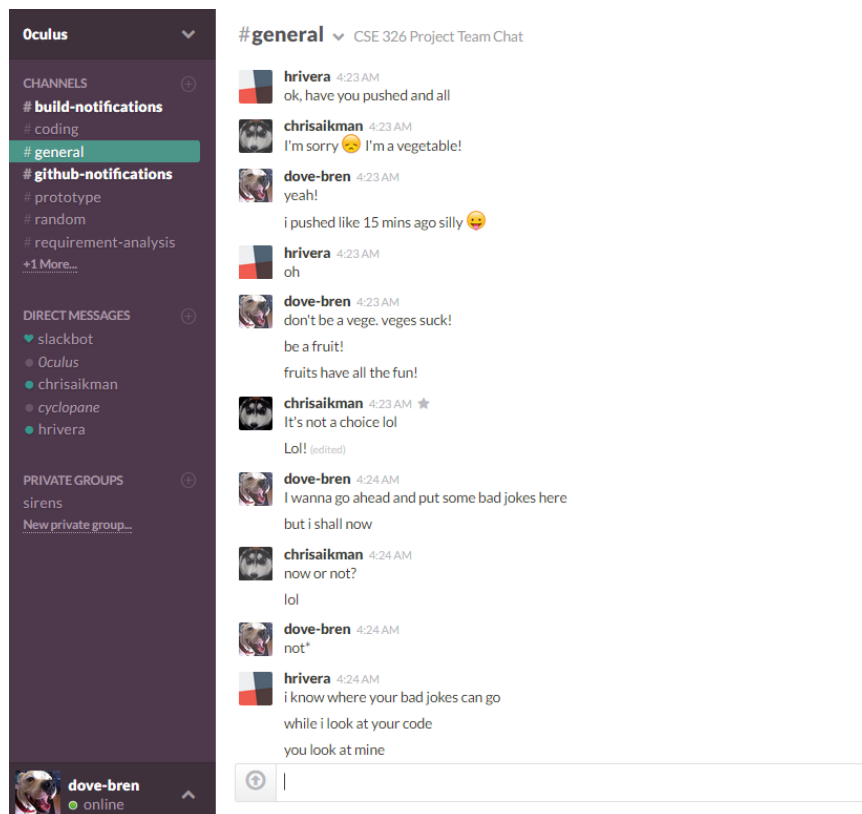 0culus
CHANNELS
# build-notifications
# coding
# general
# github-notifications
# prototype
# random
# requirement-analysis
+1 More...
DIRECT MESSAGES
slackbot
0culus
chrisaikman
cyclopane
hrivera
PRIVATE GROUPS
sirens
New private group...
dove-bren
online
#general CSE 326 Project Team Chat
hrivera 4:23 AM
ok, have you pushed and all
chrisaikman 4:23 AM
I'm sorry 😞 I'm a vegetable!
dove-bren 4:23 AM
yeah!
i pushed like 15 mins ago silly 😛
hrivera 4:23 AM
oh
dove-bren 4:23 AM
don't be a vege. veges suck!
be a fruit!
fruits have all the fun!
chrisaikman 4:23 AM ★
It's not a choice lol
Lol! (edited)
dove-bren 4:24 AM
I wanna go ahead and put some bad jokes here
but i shall now
chrisaikman 4:24 AM
now or not?
lol
dove-bren 4:24 AM
not*
hrivera 4:24 AM
i know where your bad jokes can go
while i look at your code
you look at mine